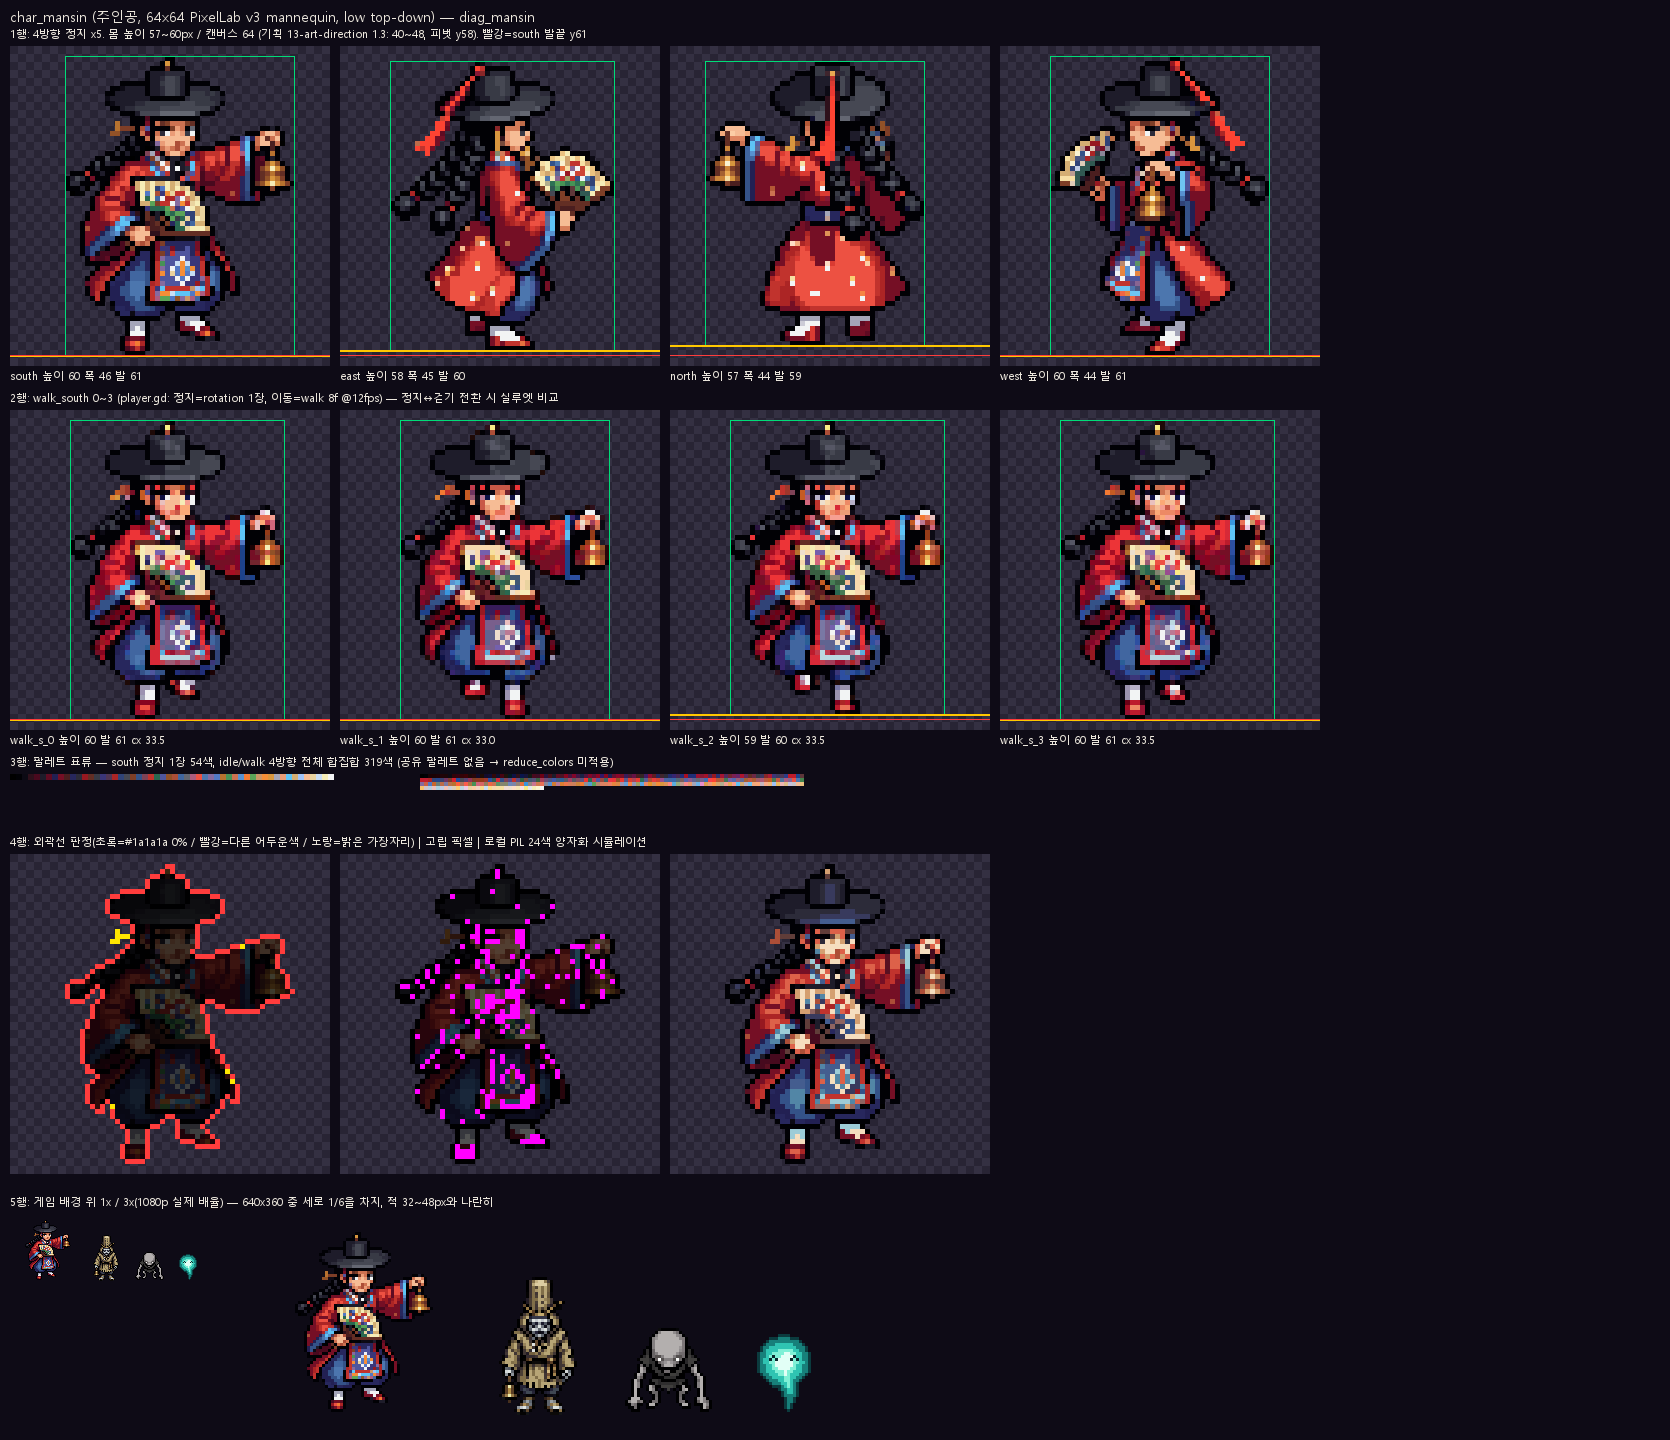 char_mansin (주인공, 64x64 PixelLab v3 mannequin, low top-down) — diag_mansin
1행: 4방향 정지 x5. 몸 높이 57~60px / 캔버스 64 (기획 13-art-direction 1.3: 40~48, 피벗 y58). 빨강=south 발끝 y61
south 높이 60 폭 46 발 61
east 높이 58 폭 45 발 60
north 높이 57 폭 44 발 59
west 높이 60 폭 44 발 61
2행: walk_south 0~3 (player.gd: 정지=rotation 1장, 이동=walk 8f @12fps) — 정지↔걷기 전환 시 실루엣 비교
walk_s_0 높이 60 발 61 cx 33.5
walk_s_1 높이 60 발 61 cx 33.0
walk_s_2 높이 59 발 60 cx 33.5
walk_s_3 높이 60 발 61 cx 33.5
3행: 팔레트 표류 — south 정지 1장 54색, idle/walk 4방향 전체 합집합 319색 (공유 팔레트 없음 → reduce_colors 미적용)
4행: 외곽선 판정(초록=#1a1a1a 0% / 빨강=다른 어두운색 / 노랑=밝은 가장자리) | 고립 픽셀 | 로컬 PIL 24색 양자화 시뮬레이션
5행: 게임 배경 위 1x / 3x(1080p 실제 배율) — 640x360 중 세로 1/6을 차지, 적 32~48px와 나란히